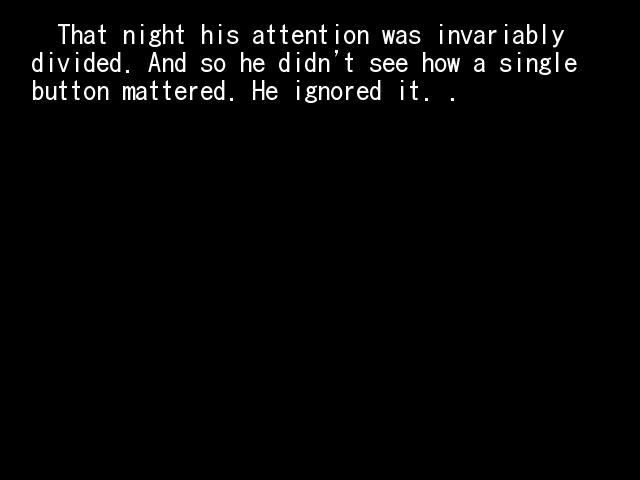 That night his attention was invariably
divided. And so he didn't see how a single
button mattered. He ignored it. .